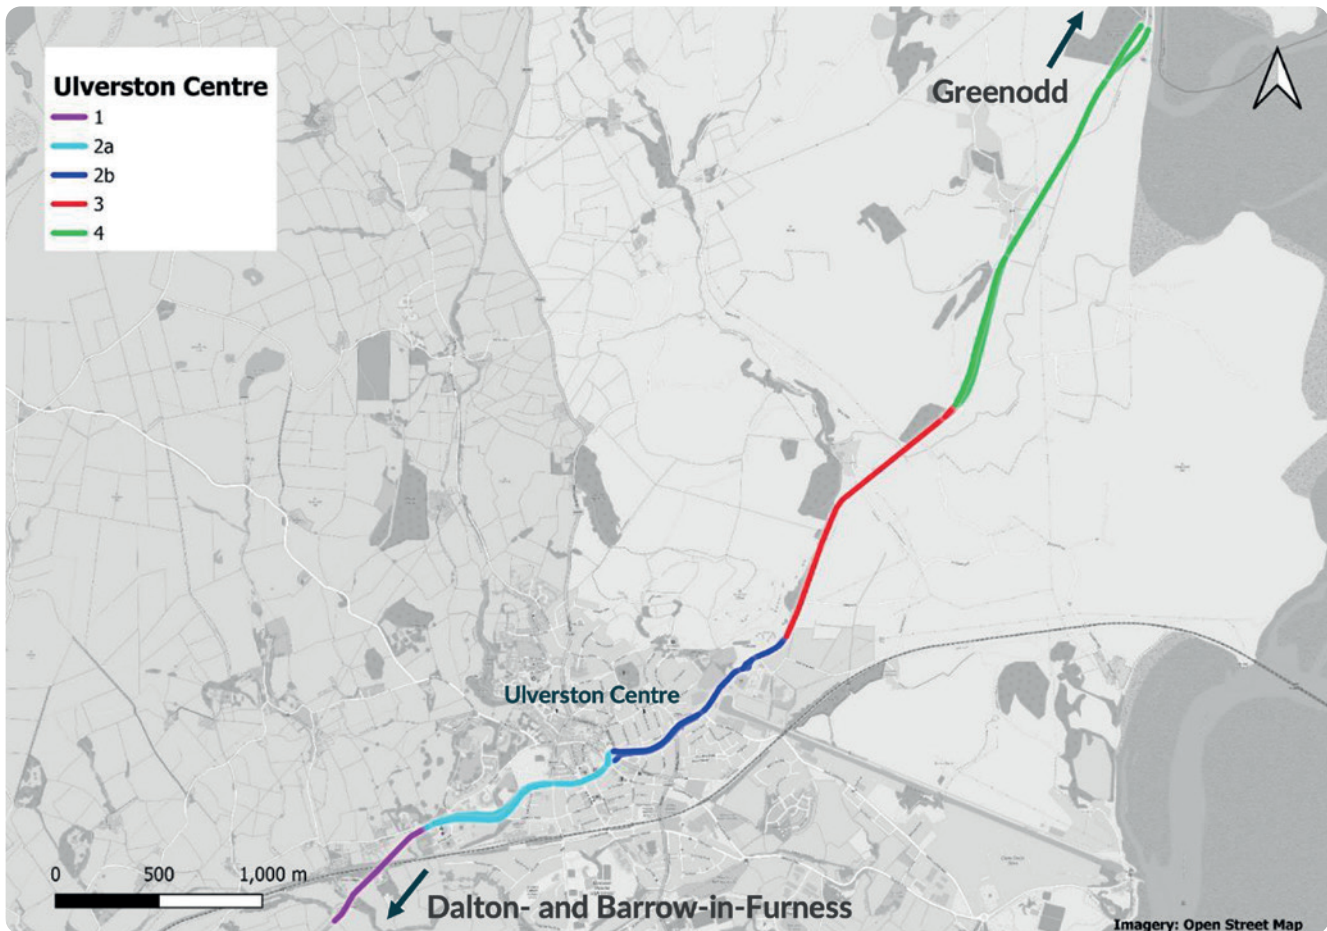 Ulverston Centre
1
2a
2b
3
4
Greenodd
Ulverston Centre
0 500 1,000 m
Dalton- and Barrow-in-Furness
Imagery: Open Street Map